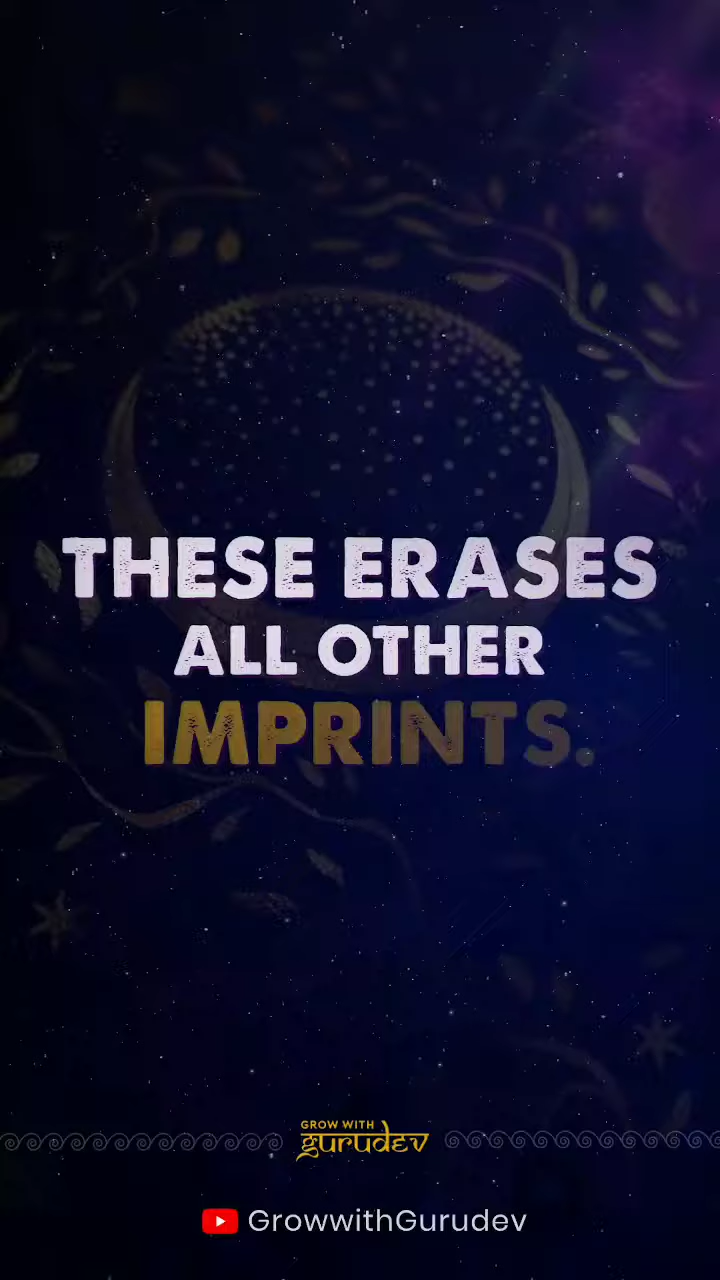 THESE ERASES
ALL OTHER
IMPRINTS.
GROW WITH
gurudev
GrowwithGurudev